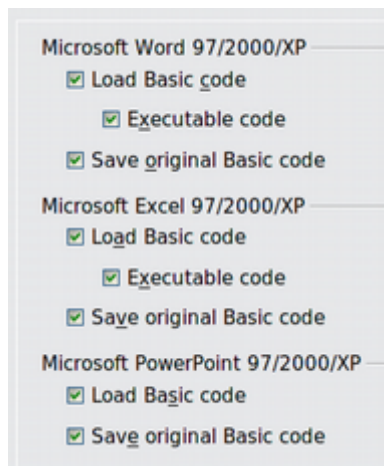 Microsoft Word 97/2000/XP
Load Basic code
Executable code
Save original Basic code
Microsoft Excel 97/2000/XP
Load Basic code
Executable code
Save original Basic code
Microsoft PowerPoint 97/2000/XP
Load Basic code
Save original Basic code